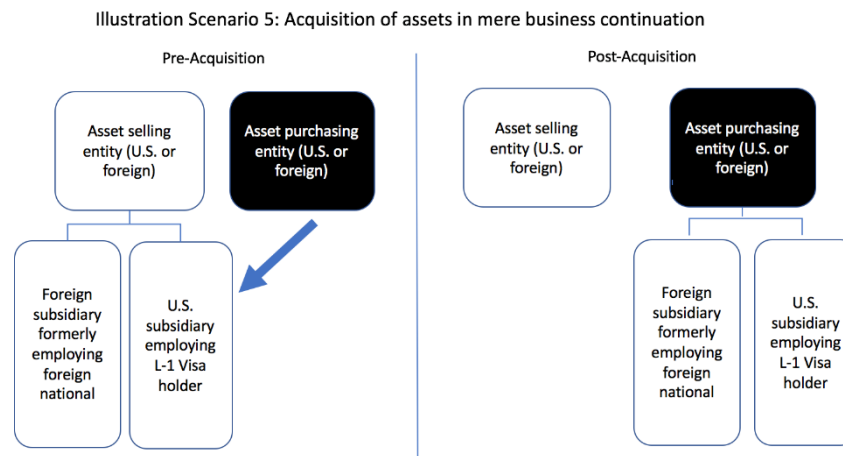 Illustration Scenario 5: Acquisition of assets in mere business continuation
Pre-Acquisition
Asset selling
entity (U.S. or
foreign)
Asset purchasing
entity (U.S. or
foreign)
Foreign
subsidiary
formerly
employing
foreign
national
U.S.
subsidiary
employing
L-1 Visa
holder
Post-Acquisition
Asset selling
entity (U.S. or
foreign)
Asset purchasing
entity (U.S. or
foreign)
Foreign
subsidiary
formerly
employing
foreign
national
U.S.
subsidiary
employing
L-1 Visa
holder